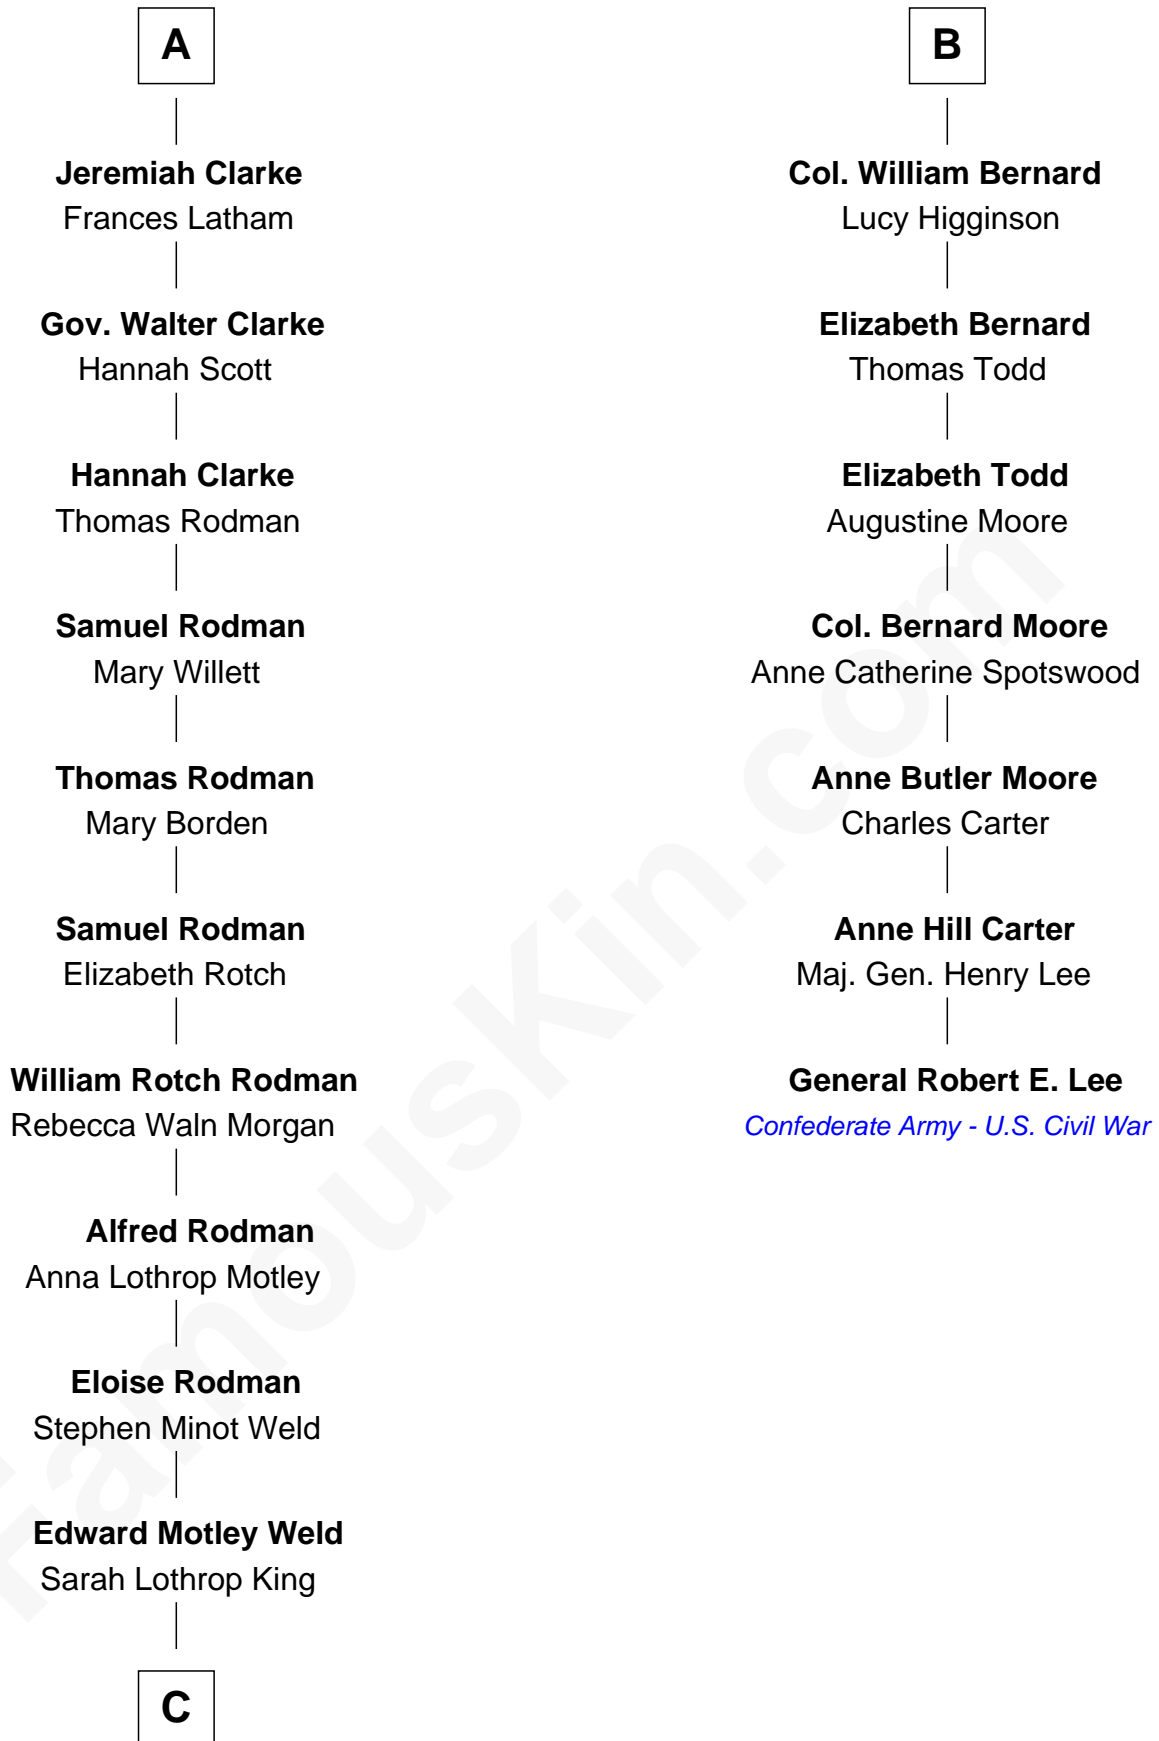 A
Jeremiah Clarke
Frances Latham
Gov. Walter Clarke
Hannah Scott
Hannah Clarke
Thomas Rodman
Samuel Rodman
Mary Willett
Thomas Rodman
Mary Borden
Samuel Rodman
Elizabeth Rotch
William Rotch Rodman
Rebecca Waln Morgan
Alfred Rodman
Anna Lothrop Motley
Eloise Rodman
Stephen Minot Weld
Edward Motley Weld
Sarah Lothrop King
C
B
Col. William Bernard
Lucy Higginson
Elizabeth Bernard
Thomas Todd
Elizabeth Todd
Augustine Moore
Col. Bernard Moore
Anne Catherine Spotswood
Anne Butler Moore
Charles Carter
Anne Hill Carter
Maj. Gen. Henry Lee
General Robert E. Lee
Confederate Army - U.S. Civil War
FamousKin.com